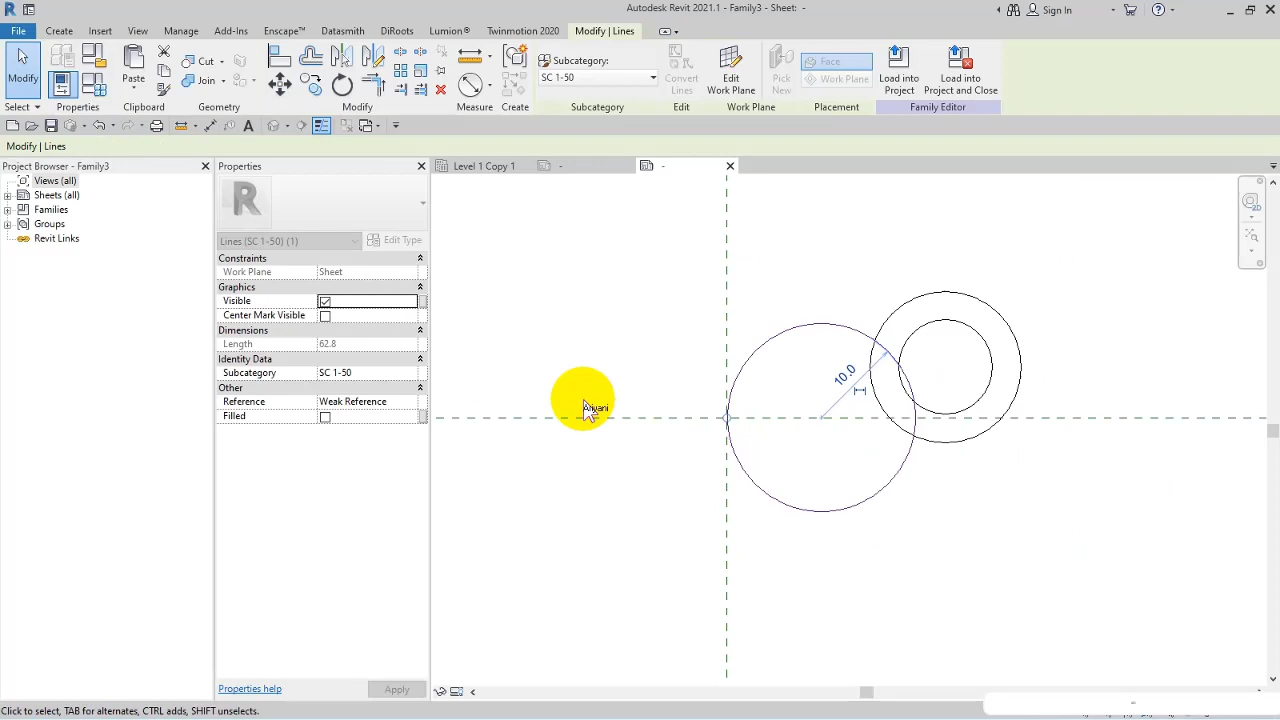 Autodesk Revit 2021.1 - Family3 - Sheet: -
Sign In
File Create Insert View Manage Add-Ins Enscape™ Datasmith DiRoots Lumion® Twinmotion 2020 Modify | Lines
Modify
Paste
Cut
Join
Subcategory:
SC 1-50
Convert
Lines
Edit
Work Plane
Pick
New
Face
Work Plane
Load into
Project
Load into
Project and Close
Select Properties Clipboard Geometry Modify Measure Create Subcategory Edit Work Plane Placement Family Editor
Modify | Lines
Project Browser - Family3
Views (all)
Sheets (all)
Families
Groups
Revit Links
Properties
Lines (SC 1-50) (1)
Edit Type
Constraints
Work Plane Sheet
Graphics
Visible
Center Mark Visible
Dimensions
Length 62.8
Identity Data
Subcategory SC 1-50
Other
Reference Weak Reference
Filled
Properties help
Apply
Level 1 Copy 1
-
-
10.0
Click to select, TAB for alternates, CTRL adds, SHIFT unselects.